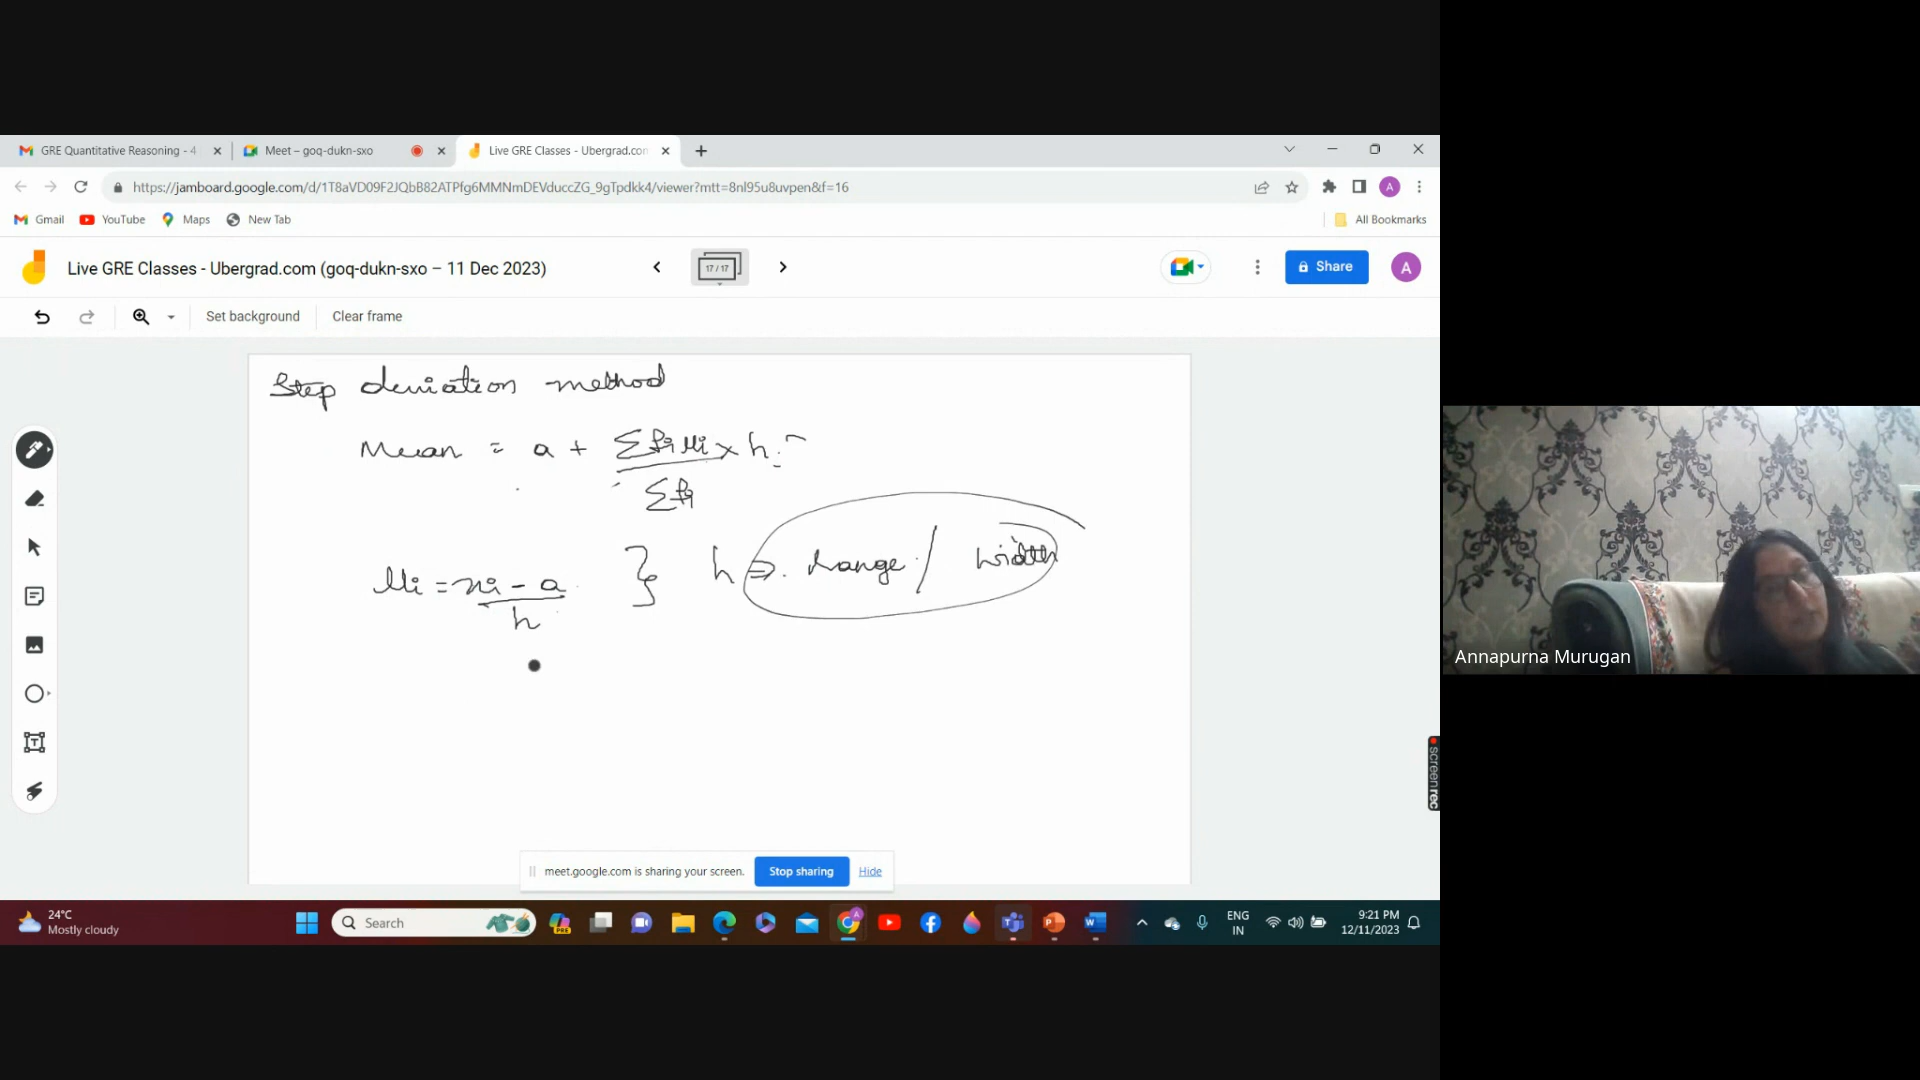 GRE Quantitative Reasoning - 4
Meet – goq-dukn-sxo
Live GRE Classes - Ubergrad.con
https://jamboard.google.com/d/1T8aVD09F2JQbB82ATPfg6MMNmDEVduccZG_9gTpdkk4/viewer?mtt=8nl95u8uvpen&f=16
A
Gmail YouTube Maps New Tab All Bookmarks
Live GRE Classes - Ubergrad.com (goq-dukn-sxo – 11 Dec 2023)
17 / 17
Share
A
Set background Clear frame
Step deviation method
Mean = a + Σfiui × h
Σfi
ui = xi - a } h ⇒ range / width
h
Annapurna Murugan
screenrec
meet.google.com is sharing your screen. Stop sharing Hide
24°C
Mostly cloudy
Search
PRE
A
ENG
IN
9:21 PM
12/11/2023